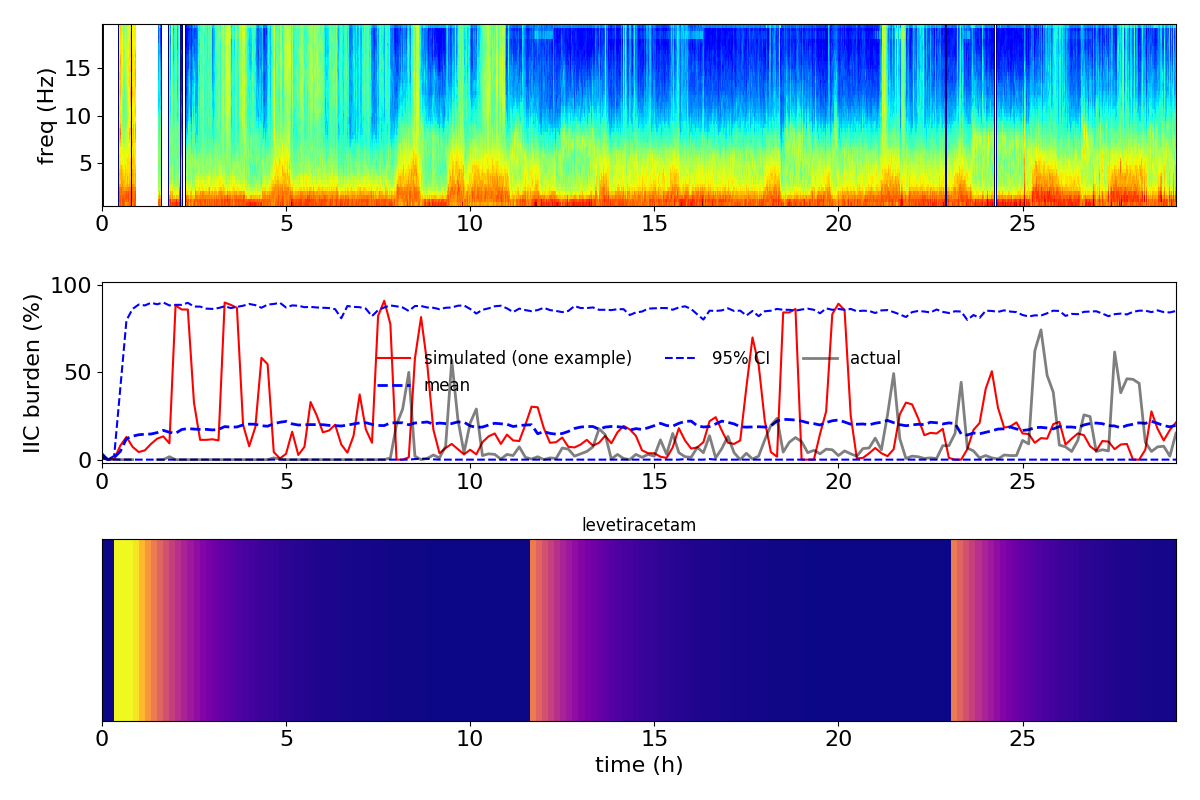 freq (Hz)
15
10
5
0 5 10 15 20 25
IIC burden (%)
100
50
0
simulated (one example) 95% CI actual
mean
0 5 10 15 20 25
levetiracetam
0 5 10 15 20 25
time (h)